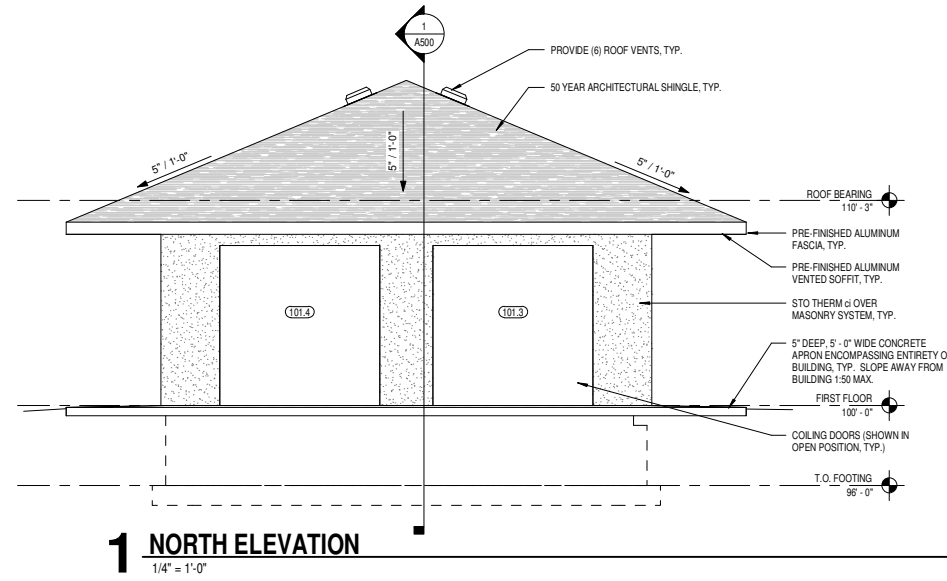 1
A500
PROVIDE (6) ROOF VENTS, TYP.
50 YEAR ARCHITECTURAL SHINGLE, TYP.
5" / 1'-0"
5" / 1'-0"
5" / 1'-0"
ROOF BEARING
110' - 3"
PRE-FINISHED ALUMINUM
FASCIA, TYP.
PRE-FINISHED ALUMINUM
VENTED SOFFIT, TYP.
101.4
101.3
STO THERM ci OVER
MASONRY SYSTEM, TYP.
5" DEEP, 5' - 0" WIDE CONCRETE
APRON ENCOMPASSING ENTIRETY O
BUILDING, TYP. SLOPE AWAY FROM
BUILDING 1:50 MAX.
FIRST FLOOR
100' - 0"
COILING DOORS (SHOWN IN
OPEN POSITION, TYP.)
T.O. FOOTING
96' - 0"
1 NORTH ELEVATION
1/4" = 1'-0"